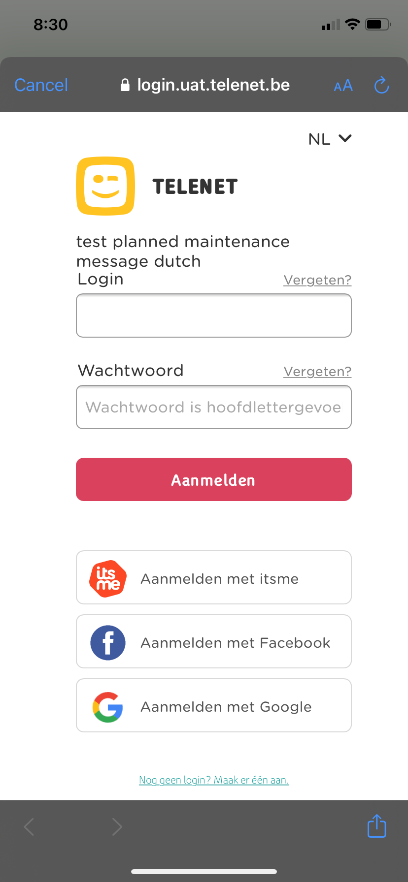 8:30
Cancel
login.uat.telenet.be
AA
NL
TELENET
test planned maintenance
message dutch
Login
Vergeten?
Wachtwoord
Vergeten?
Wachtwoord is hoofdlettergevoe
Aanmelden
itsme
Aanmelden met itsme
f
Aanmelden met Facebook
G
Aanmelden met Google
Nog geen login? Maak er één aan.